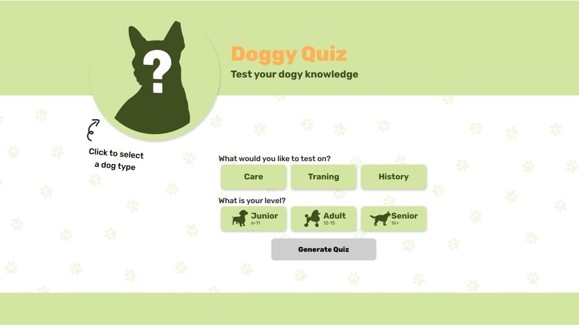 ?
Doggy Quiz
Test your dogy knowledge
Click to select
a dog type
What would you like to test on?
Care
Traning
History
What is your level?
Junior
6-11
Adult
12-15
Senior
16+
Generate Quiz